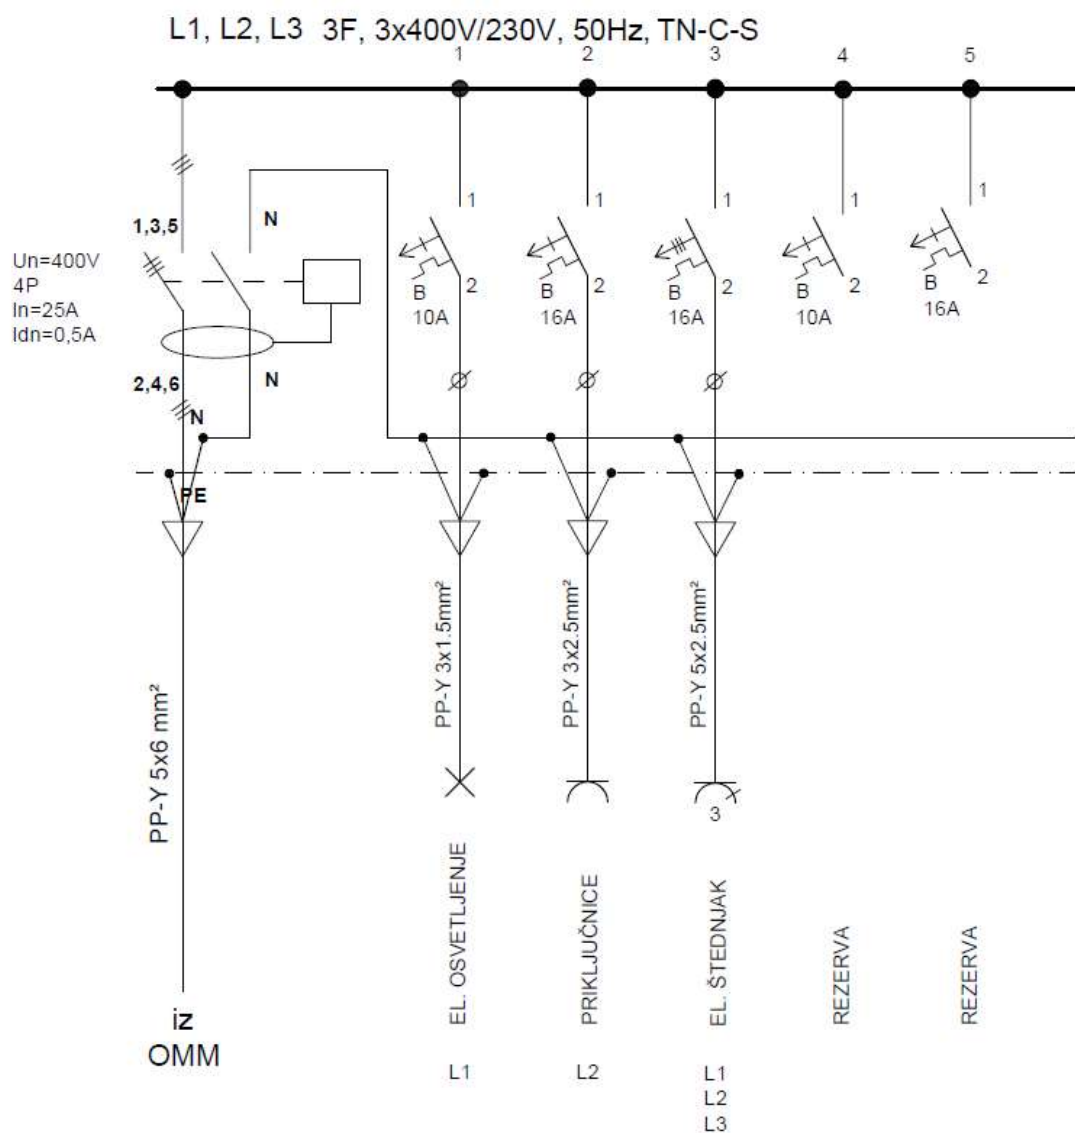 L1, L2, L3 3F, 3x400V/230V, 50Hz, TN-C-S
1
2
3
4
5
1,3,5
N
Un=400V
4P
In=25A
Idn=0,5A
2,4,6
N
N
PE
1
2
B
10A
1
2
B
16A
1
2
B
16A
1
2
B
10A
1
2
B
16A
PP-Y 5x6 mm²
PP-Y 3x1.5mm²
PP-Y 3x2.5mm²
PP-Y 5x2.5mm²
3
iz
OMM
EL. OSVETLJENJE
PRIKLJUČNICE
EL. ŠTEDNJAK
REZERVA
REZERVA
L1
L2
L1
L2
L3